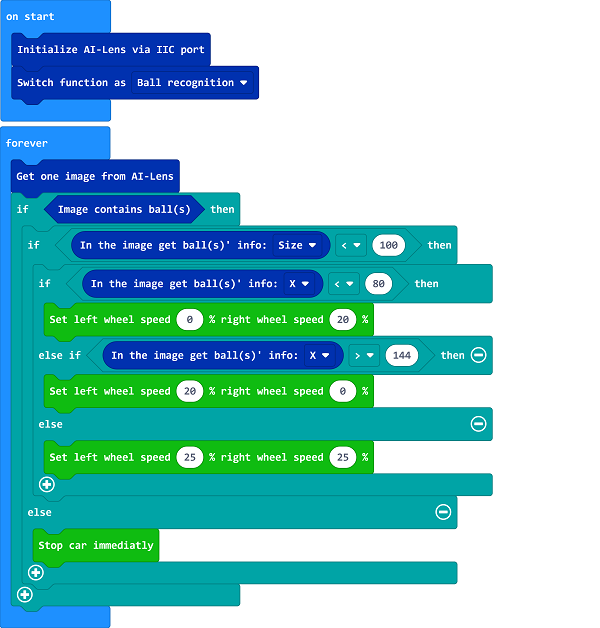 on start
Initialize AI-Lens via IIC port
Switch function as Ball recognition
forever
Get one image from AI-Lens
if Image contains ball(s) then
if In the image get ball(s)' info: Size < 100 then
if In the image get ball(s)' info: X < 80 then
Set left wheel speed 0 % right wheel speed 20 %
else if In the image get ball(s)' info: X > 144 then
Set left wheel speed 20 % right wheel speed 0 %
else
Set left wheel speed 25 % right wheel speed 25 %
else
Stop car immediatly